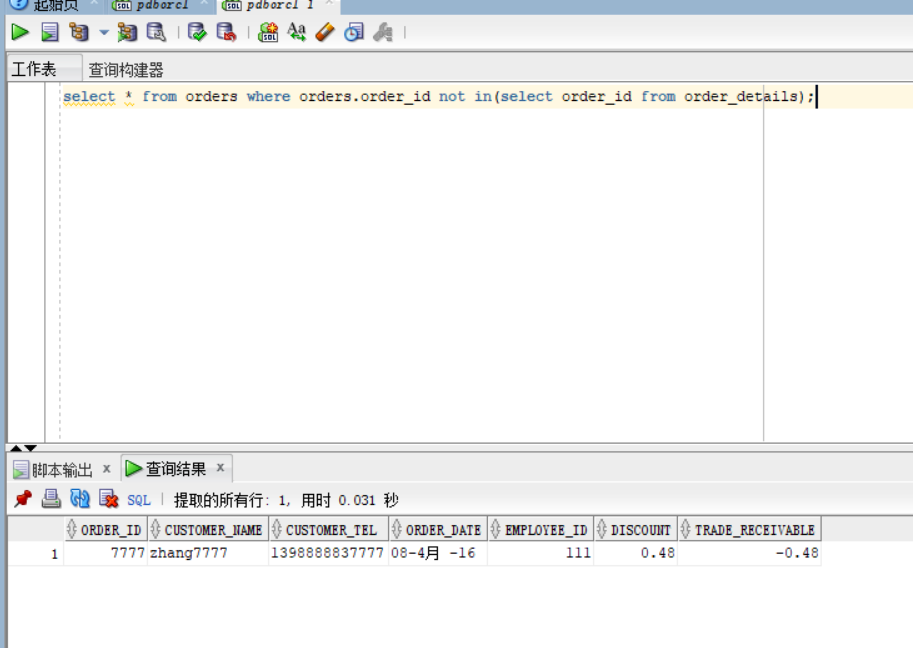 起始页 pdborcl pdborcl 1
工作表 查询构建器
select * from orders where orders.order_id not in(select order_id from order_details);
脚本输出 x 查询结果 x
SQL | 提取的所有行: 1, 用时 0.031 秒
ORDER_ID CUSTOMER_NAME CUSTOMER_TEL ORDER_DATE EMPLOYEE_ID DISCOUNT TRADE_RECEIVABLE
1 7777 zhang7777 1398888837777 08-4月 -16 111 0.48 -0.48